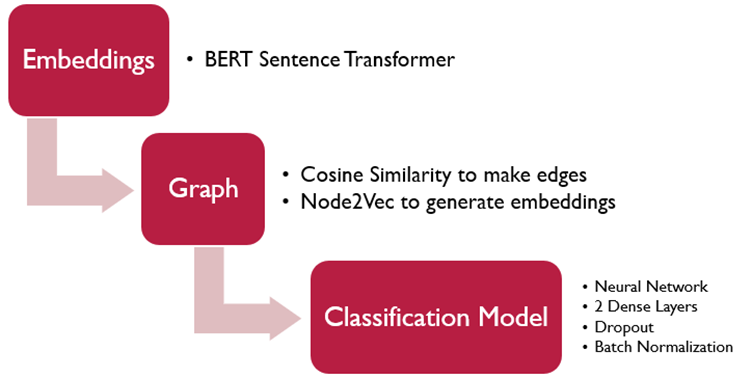 Embeddings
• BERT Sentence Transformer
Graph
• Cosine Similarity to make edges
• Node2Vec to generate embeddings
Classification Model
• Neural Network
• 2 Dense Layers
• Dropout
• Batch Normalization